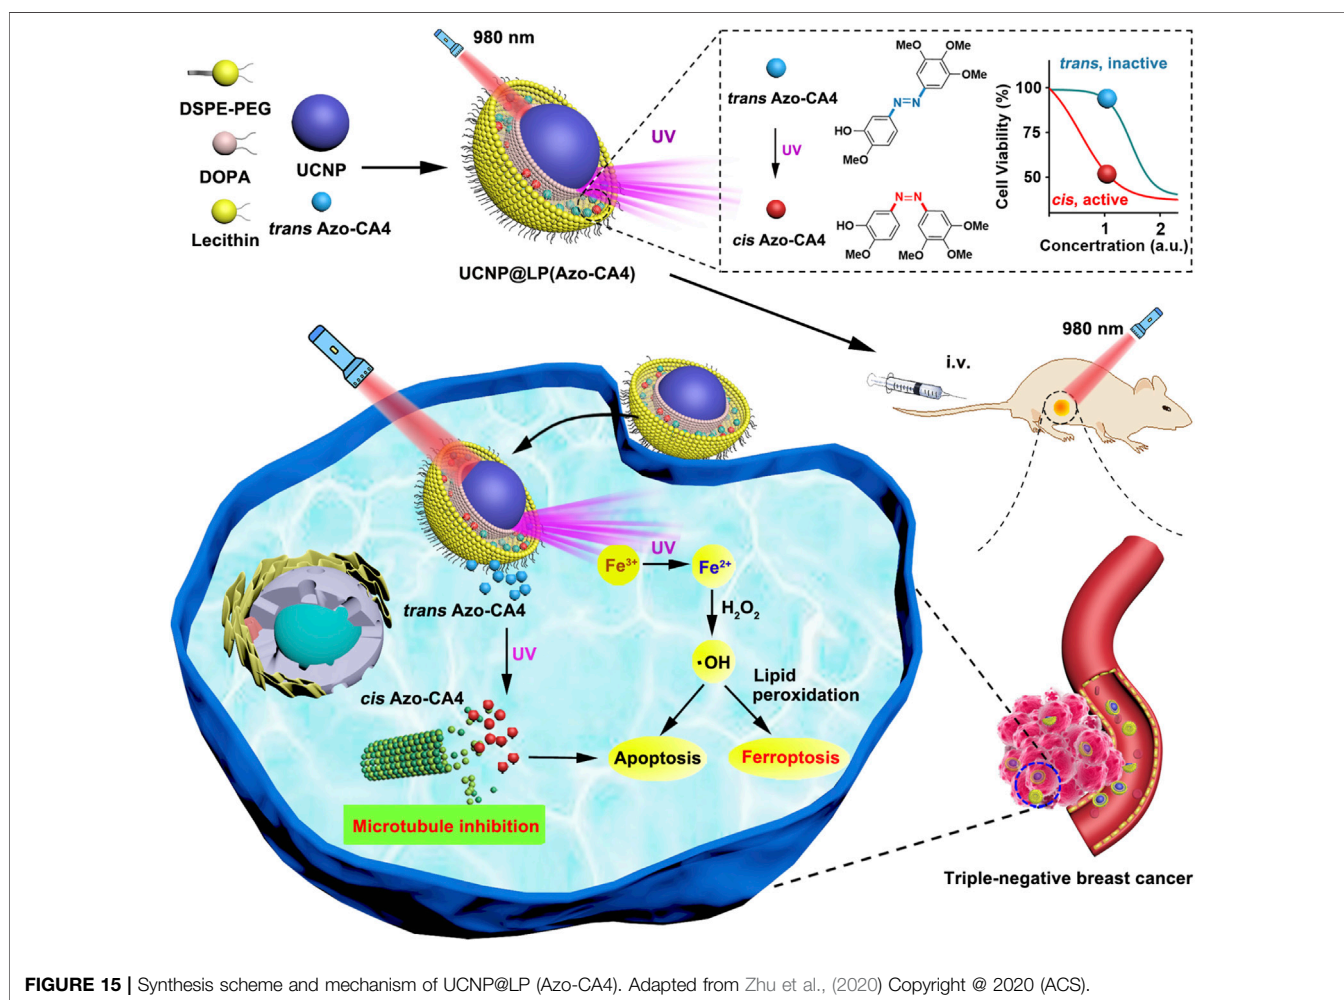 980 nm
DSPE-PEG
DOPA
Lecithin
UCNP
trans Azo-CA4
UV
UCNP@LP(Azo-CA4)
trans Azo-CA4
UV
cis Azo-CA4
MeO
OMe
OMe
N=N
HO
MeO
N=N
HO
MeO
OMe
OMe
MeO
trans, inactive
cis, active
Cell Viability (%)
100
75
50
1
2
Concertration (a.u.)
980 nm
i.v.
trans Azo-CA4
UV
cis Azo-CA4
Microtubule inhibition
UV
Fe3+
Fe2+
H2O2
·OH
Lipid
peroxidation
Apoptosis
Ferroptosis
Triple-negative breast cancer
FIGURE 15 | Synthesis scheme and mechanism of UCNP@LP (Azo-CA4). Adapted from Zhu et al., (2020) Copyright @ 2020 (ACS).